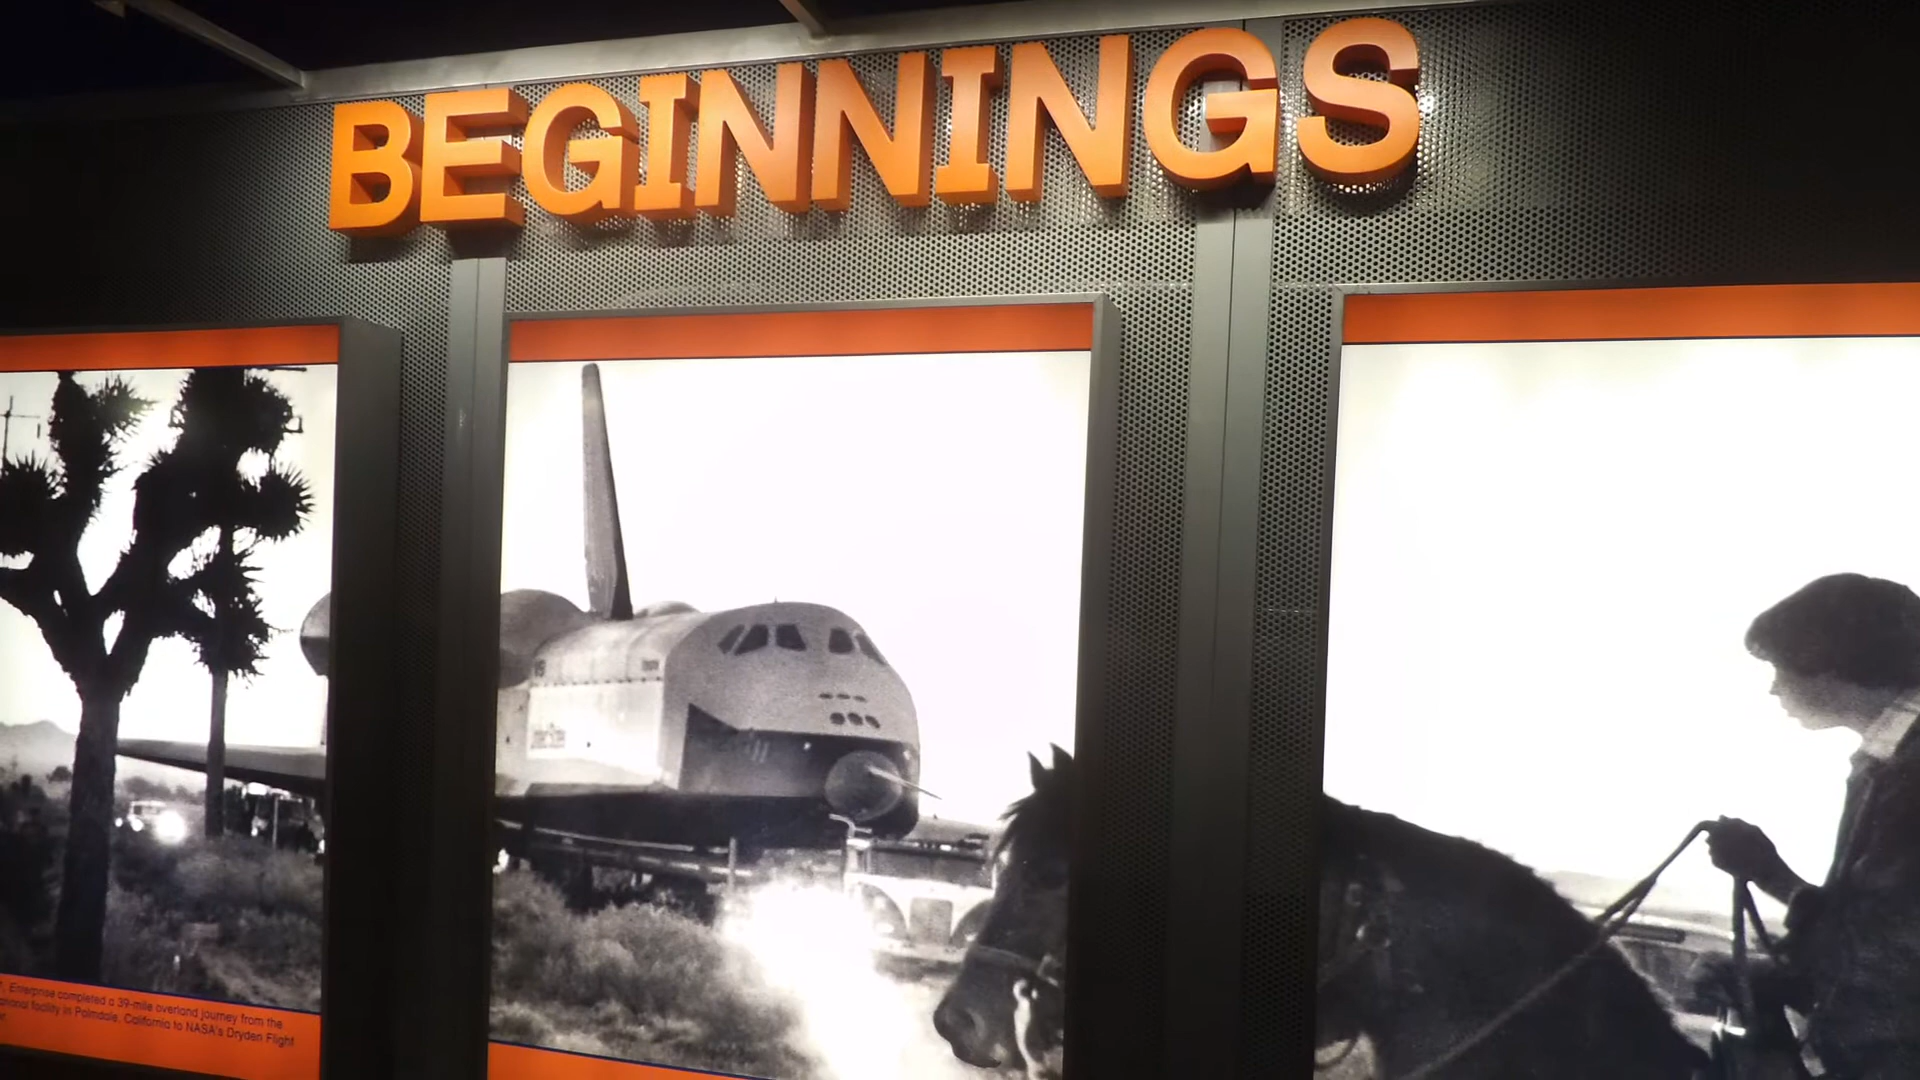 BEGINNINGS
Enterprise completed a 39-mile overland journey from the
facility in Palmdale, California to NASA's Dryden Flight